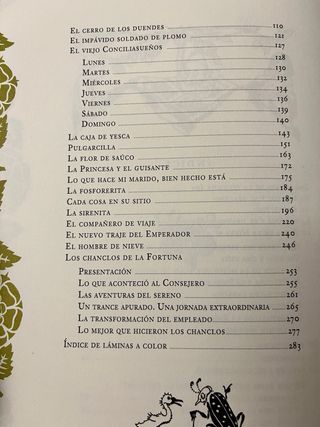 El cerro de los duendes 110
El impávido soldado de plomo 121
El viejo Conciliasueños 127
Lunes 128
Martes 130
Miércoles 132
Jueves 134
Viernes 136
Sábado 139
Domingo 140
La caja de yesca 143
Pulgarcilla 151
La flor de saúco 163
La Princesa y el guisante 172
Lo que hace mi marido, bien hecho está 175
La fosforerita 184
Cada cosa en su sitio 187
La sirenita 196
El compañero de viaje 220
El nuevo traje del Emperador 240
El hombre de nieve 246
Los chanclos de la Fortuna
Presentación 253
Lo que aconteció al Consejero 255
Las aventuras del sereno 261
Un trance apurado. Una jornada extraordinaria 265
La transformación del empleado 270
Lo mejor que hicieron los chanclos 277
Índice de láminas a color 283